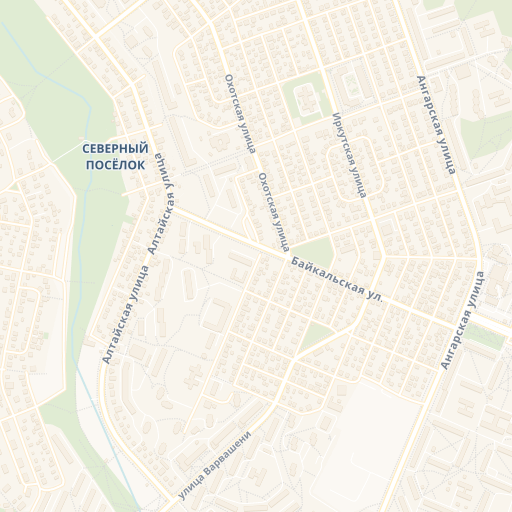 Охотская улица
Ангарская улица
Иркутская улица
СЕВЕРНЫЙ
ПОСЁЛОК
Алтайская улица
Охотская улица
Байкальская ул.
Алтайская улица
Ангарская улица
улица Варвашени